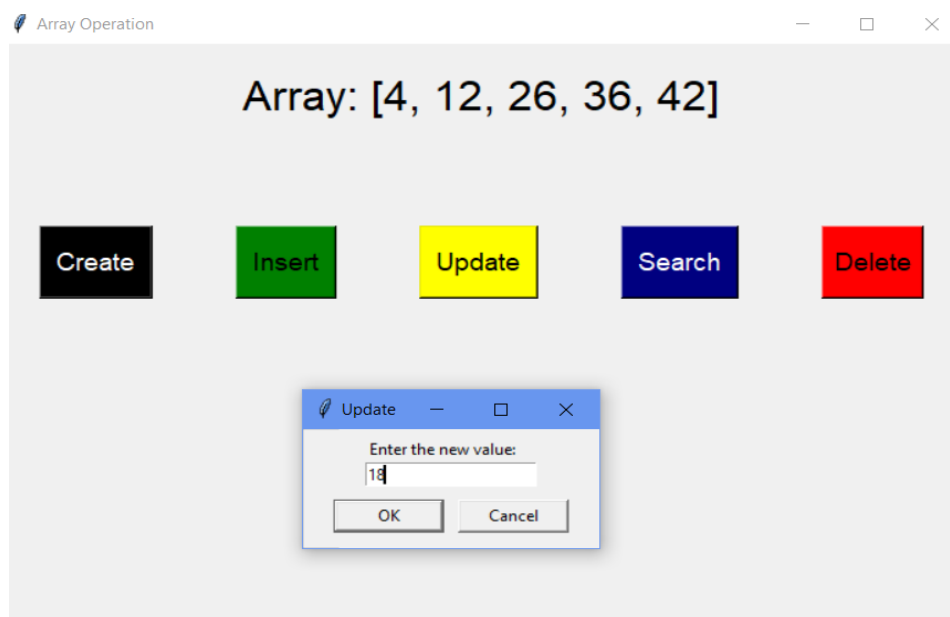 Array Operation
Array: [4, 12, 26, 36, 42]
Create Insert Update Search Delete
Update
Enter the new value:
18
OK Cancel